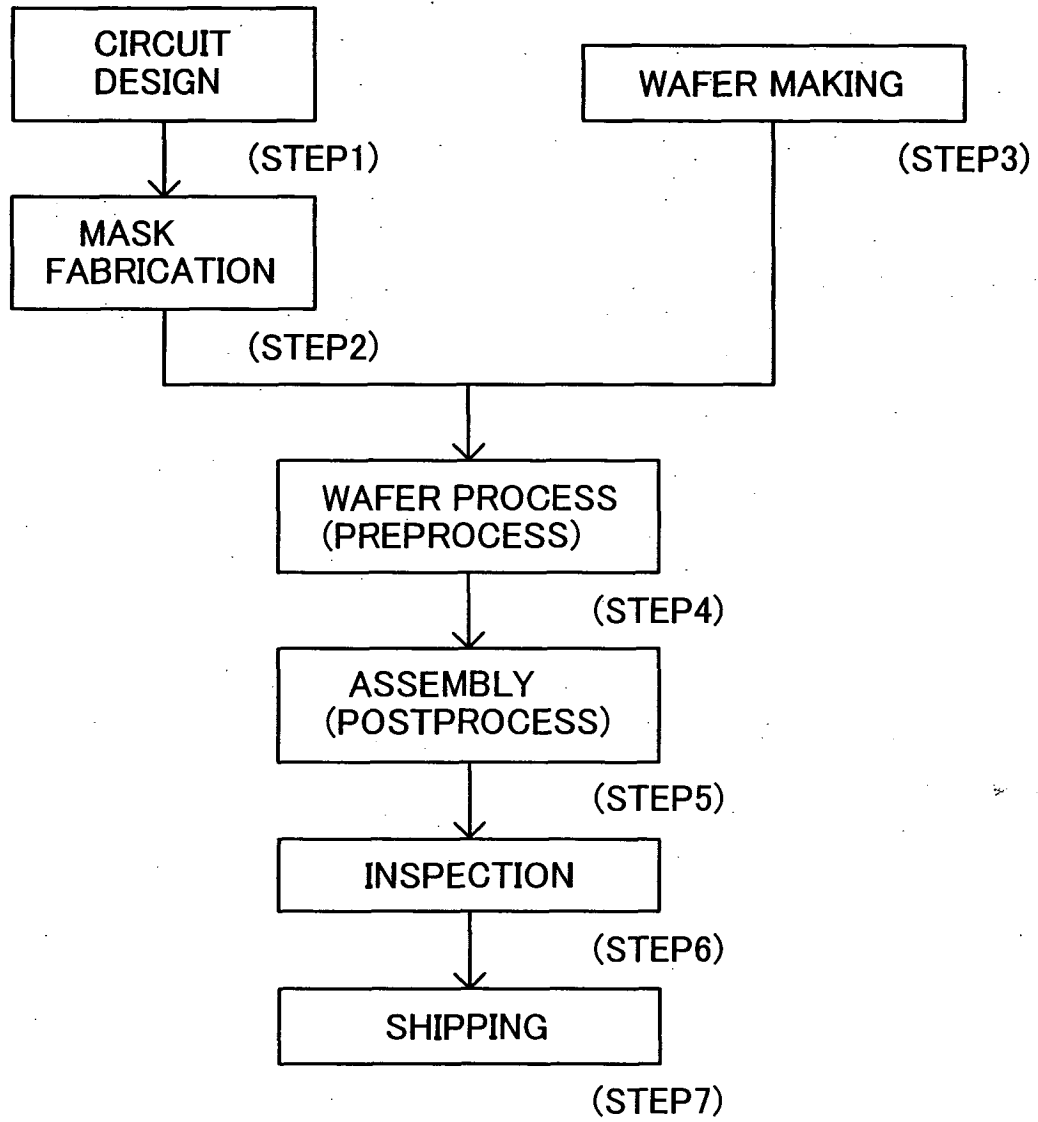 CIRCUIT
DESIGN
(STEP1)
WAFER MAKING
(STEP3)
MASK
FABRICATION
(STEP2)
WAFER PROCESS
(PREPROCESS)
(STEP4)
ASSEMBLY
(POSTPROCESS)
(STEP5)
INSPECTION
(STEP6)
SHIPPING
(STEP7)